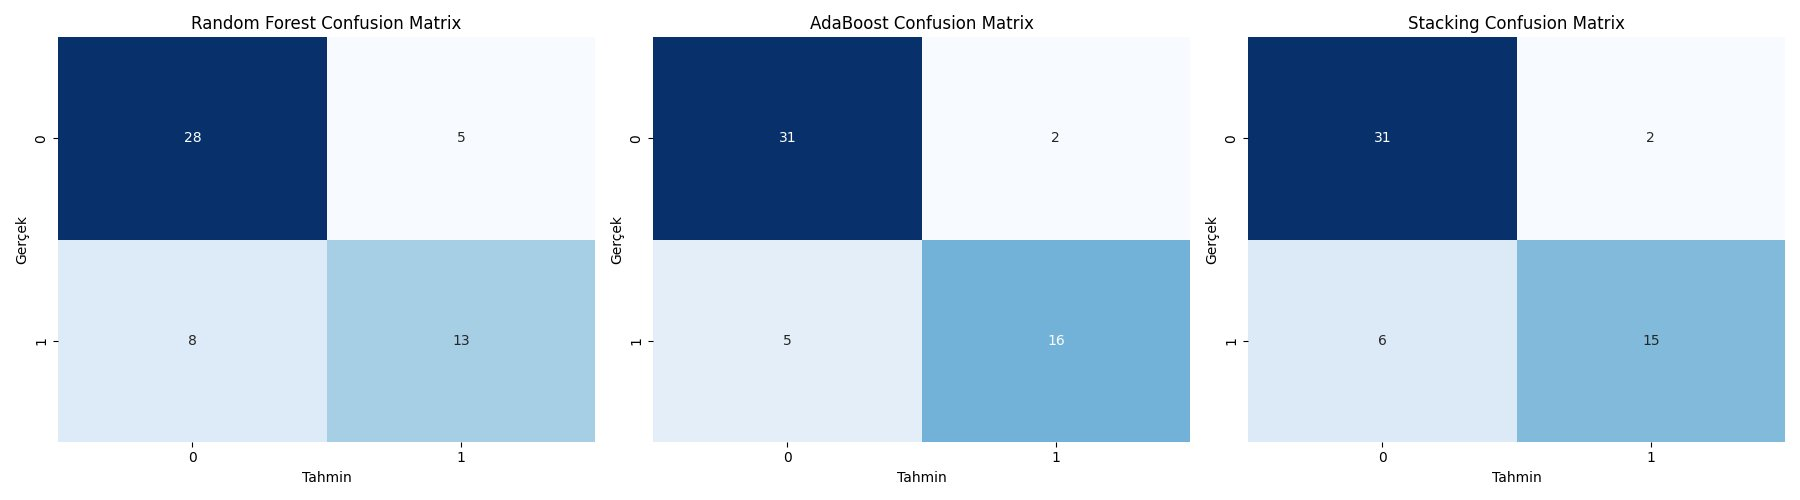 Random Forest Confusion Matrix
Gerçek
0
28
5
1
8
13
0
1
Tahmin
AdaBoost Confusion Matrix
Gerçek
0
31
2
1
5
16
0
1
Tahmin
Stacking Confusion Matrix
Gerçek
0
31
2
1
6
15
0
1
Tahmin